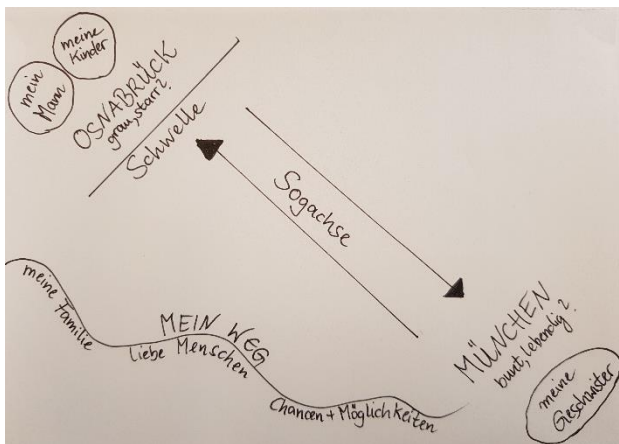 meine
Kinder
mein
Mann
OSNABRÜCK
grau, starr?
Schwelle
Sogachse
MÜNCHEN
bunt, lebendig?
meine
Geschwister
meine Familie
MEIN WEG
liebe Menschen
Chancen + Möglichkeiten